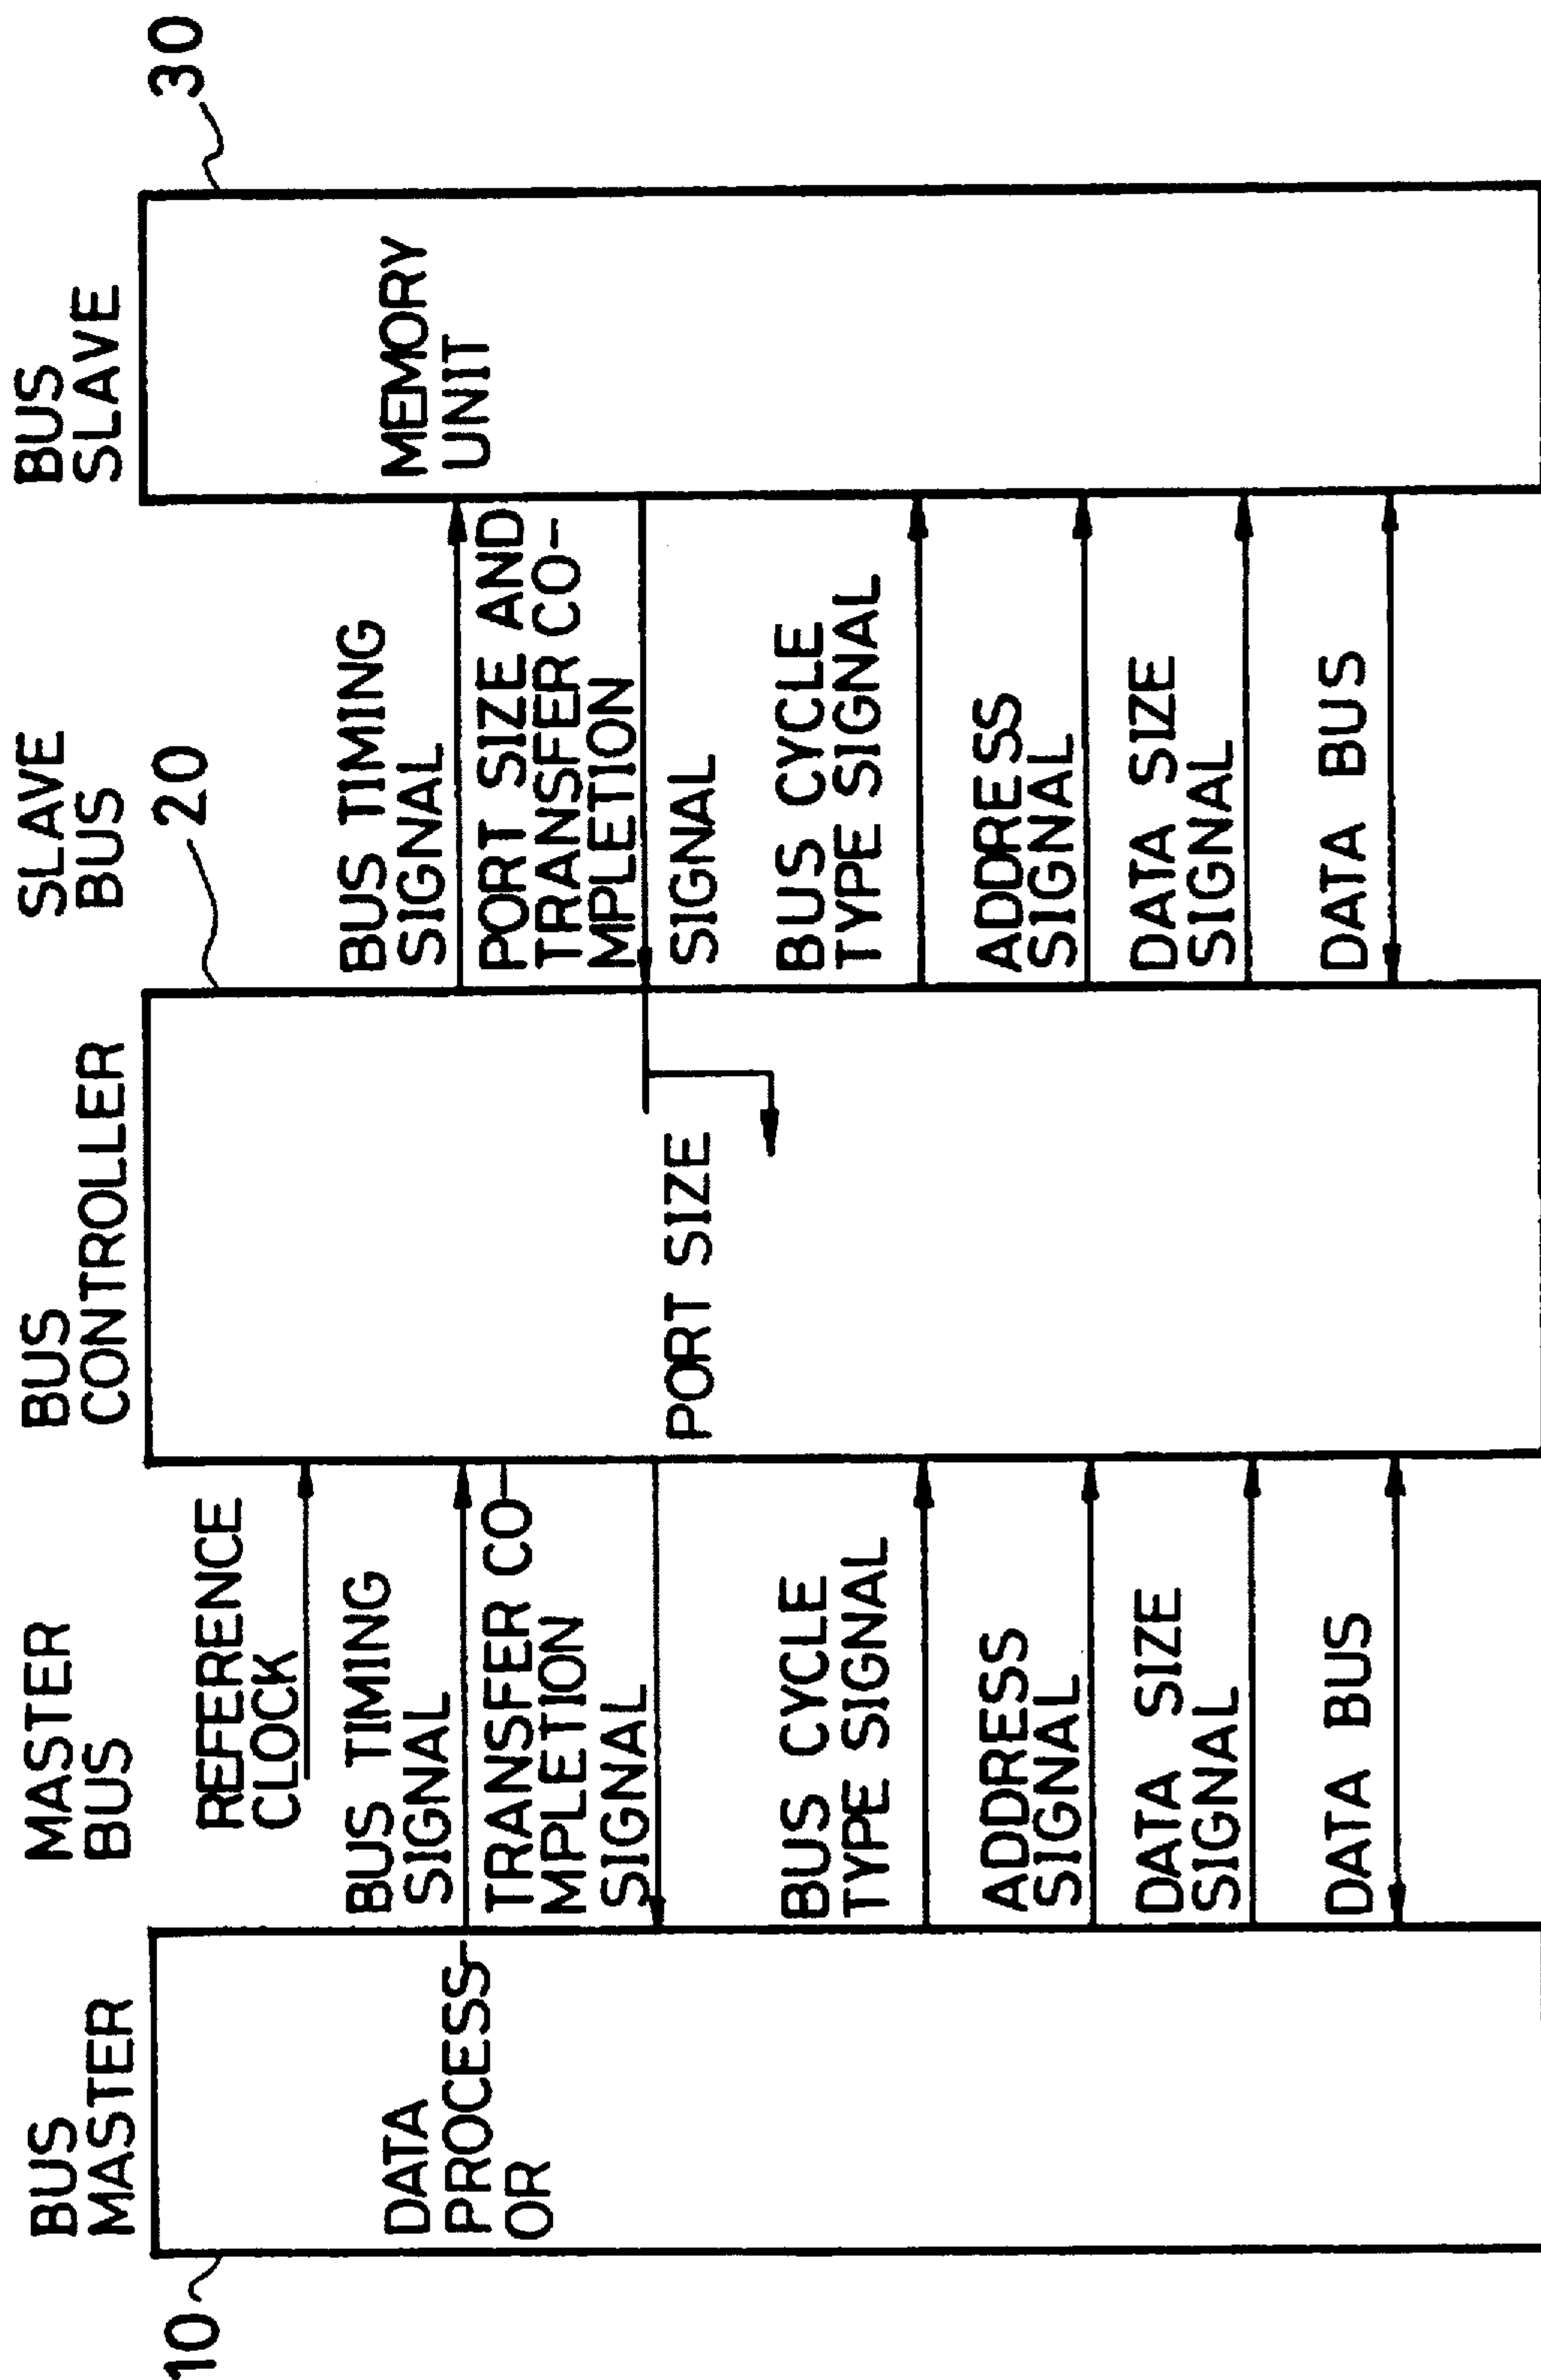 BUS
MASTER
MASTER
BUS
BUS
CONTROLLER
SLAVE
BUS
BUS
SLAVE
10
20
30
DATA
PROCESS-
OR
REFERENCE
CLOCK
BUS TIMING
SIGNAL
TRANSFER CO-
MPLETION
SIGNAL
BUS CYCLE
TYPE SIGNAL
ADDRESS
SIGNAL
DATA SIZE
SIGNAL
DATA BUS
PORT SIZE
BUS TIMING
SIGNAL
PORT SIZE AND
TRANSFER CO-
MPLETION
SIGNAL
BUS CYCLE
TYPE SIGNAL
ADDRESS
SIGNAL
DATA SIZE
SIGNAL
DATA BUS
MEMORY
UNIT